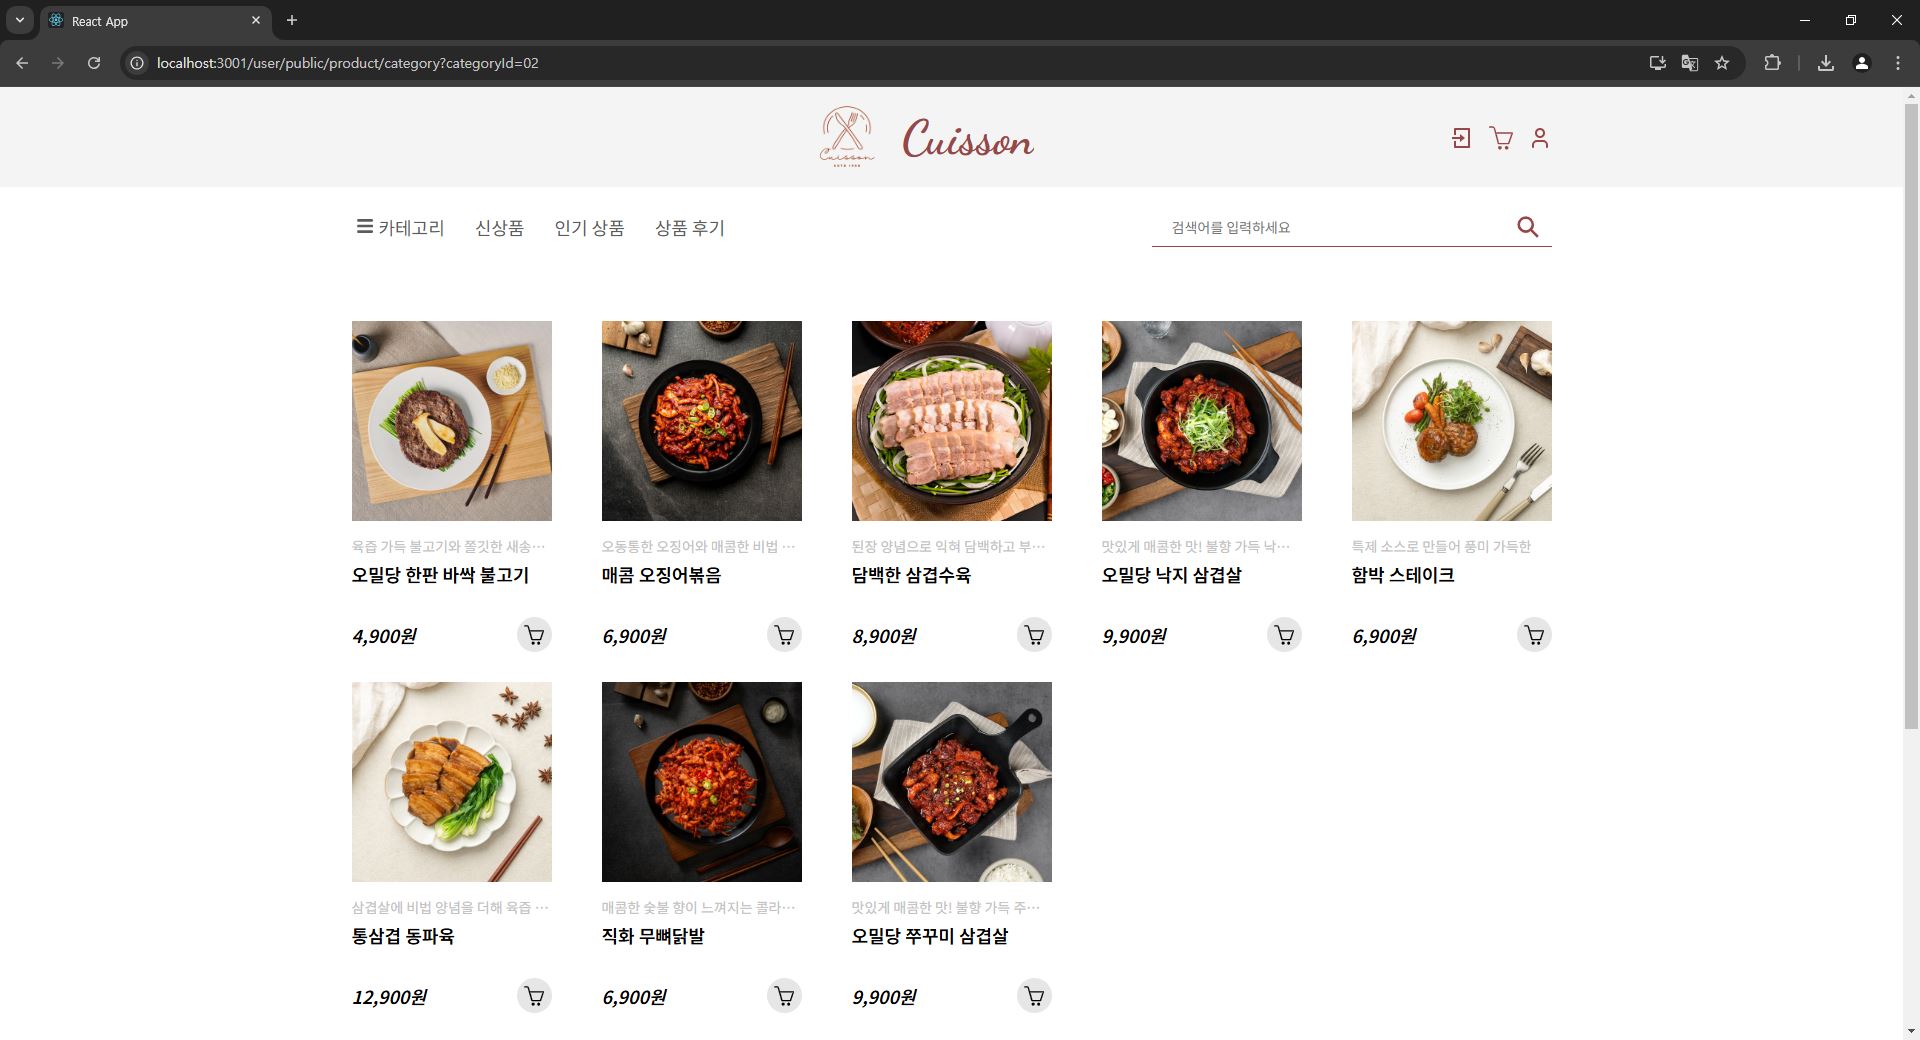 React App
localhost:3001/user/public/product/category?categoryId=02
Cuisson
Cuisson
카테고리 신상품 인기 상품 상품 후기
검색어를 입력하세요
육즙 가득 불고기와 쫄깃한 새송… 오동통한 오징어와 매콤한 비법 … 된장 양념으로 익혀 담백하고 부… 맛있게 매콤한 맛! 불향 가득 낙… 특제 소스로 만들어 풍미 가득한
오밀당 한판 바싹 불고기 매콤 오징어볶음 담백한 삼겹수육 오밀당 낙지 삼겹살 함박 스테이크
4,900원 6,900원 8,900원 9,900원 6,900원
삼겹살에 비법 양념을 더해 육즙 … 매콤한 숯불 향이 느껴지는 콜라… 맛있게 매콤한 맛! 불향 가득 주…
통삼겹 동파육 직화 무뼈닭발 오밀당 쭈꾸미 삼겹살
12,900원 6,900원 9,900원